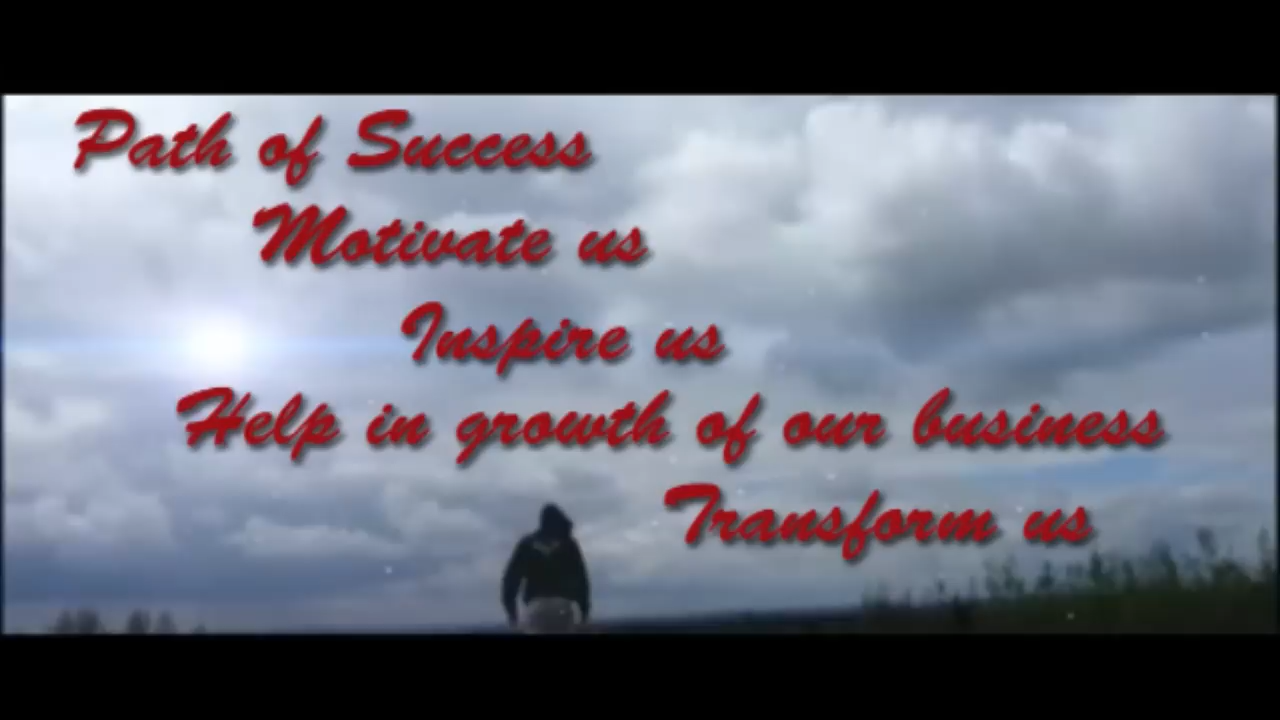 Path of Success
Motivate us
Inspire us
Help in growth of our business
Transform us